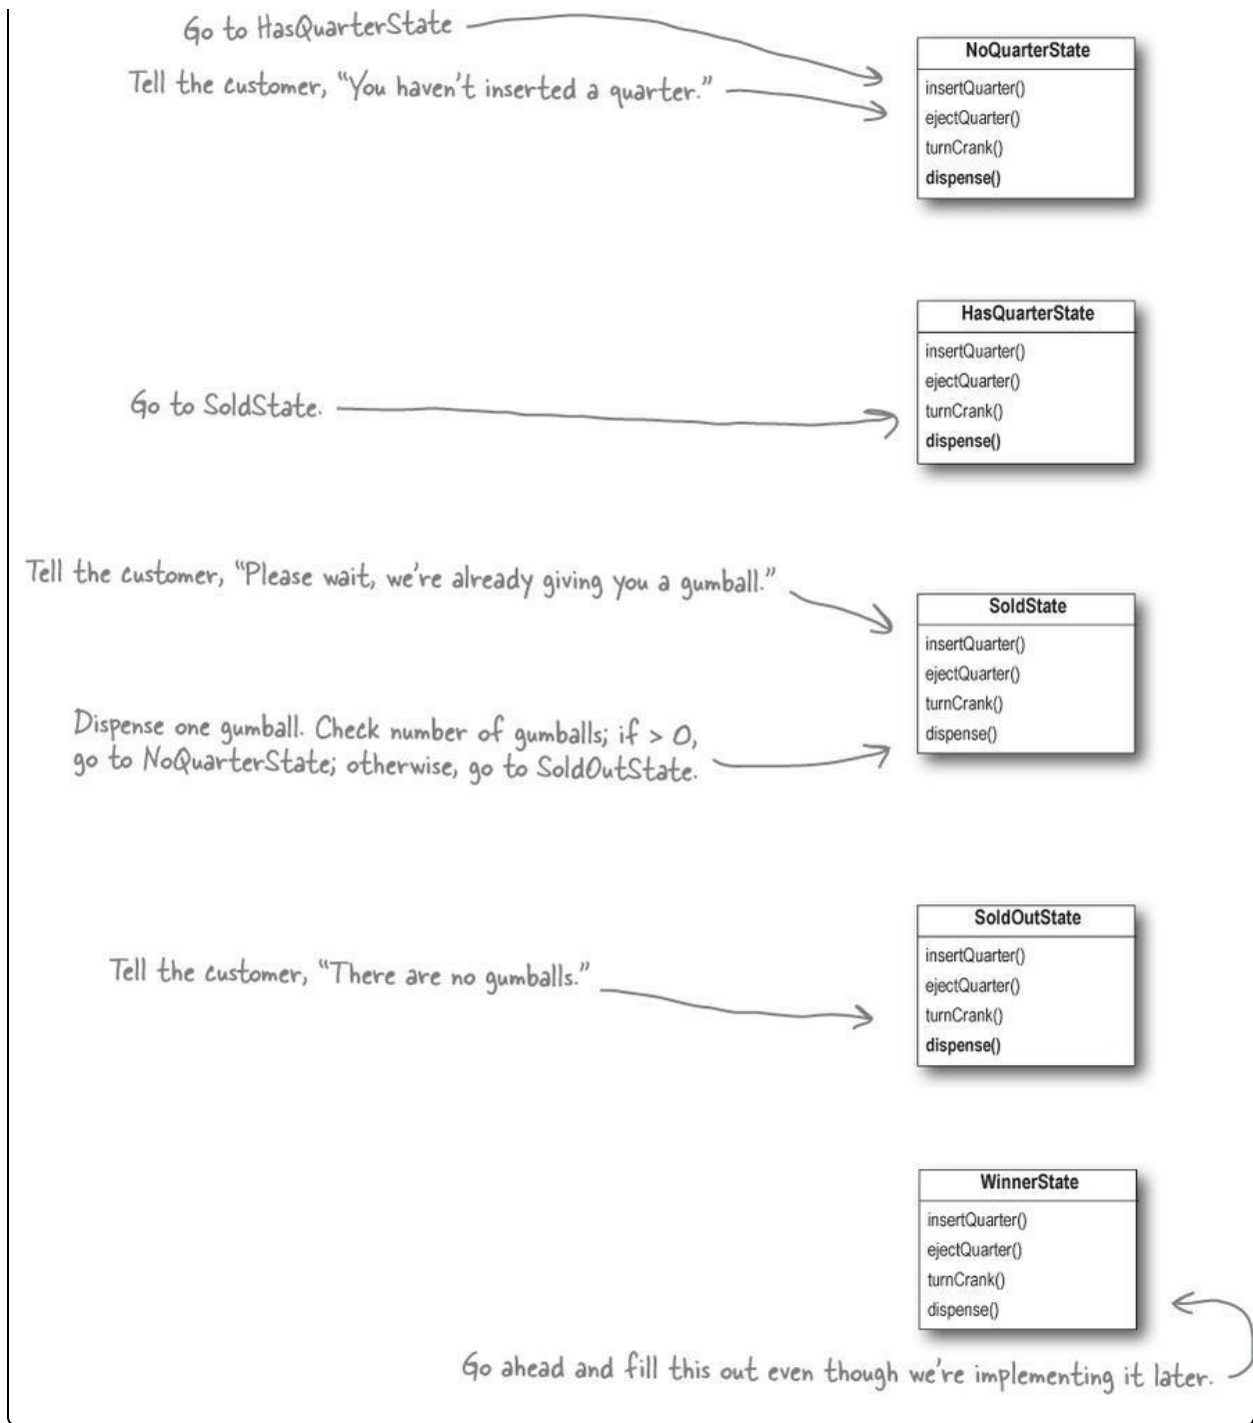 Go to HasQuarterState
Tell the customer, “You haven't inserted a quarter.”
NoQuarterState
insertQuarter()
ejectQuarter()
turnCrank()
dispense()
HasQuarterState
insertQuarter()
ejectQuarter()
turnCrank()
dispense()
Go to SoldState.
Tell the customer, “Please wait, we're already giving you a gumball.”
SoldState
insertQuarter()
ejectQuarter()
turnCrank()
dispense()
Dispense one gumball. Check number of gumballs; if > 0,
go to NoQuarterState; otherwise, go to SoldOutState.
SoldOutState
insertQuarter()
ejectQuarter()
turnCrank()
dispense()
Tell the customer, “There are no gumballs.”
WinnerState
insertQuarter()
ejectQuarter()
turnCrank()
dispense()
Go ahead and fill this out even though we're implementing it later.